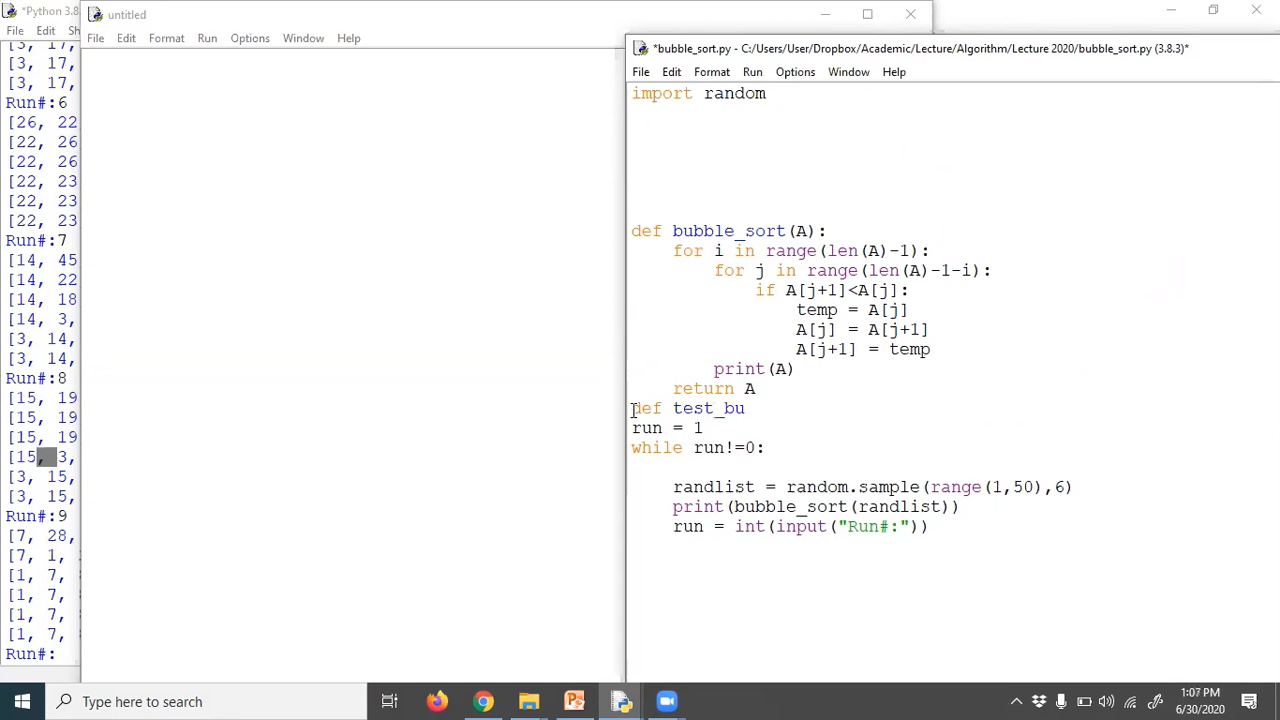 *Python 3.8
File Edit Sh
[3, 17,
[3, 17,
[3, 17,
Run#:6
[26, 22
[22, 26
[22, 26
[22, 23
[22, 23
[22, 23
Run#:7
[14, 45
[14, 22
[14, 18
[14, 3,
[3, 14,
[3, 14,
Run#:8
[15, 19
[15, 19
[15, 19
[15, 3,
[3, 15,
[3, 15,
Run#:9
[7, 28,
[7, 1,
[1, 7,
[1, 7,
[1, 7,
[1, 7,
Run#:
untitled
File Edit Format Run Options Window Help
*bubble_sort.py - C:/Users/User/Dropbox/Academic/Lecture/Algorithm/Lecture 2020/bubble_sort.py (3.8.3)*
File Edit Format Run Options Window Help
import random
def bubble_sort(A):
for i in range(len(A)-1):
for j in range(len(A)-1-i):
if A[j+1]<A[j]:
temp = A[j]
A[j] = A[j+1]
A[j+1] = temp
print(A)
return A
def test_bu
run = 1
while run!=0:
randlist = random.sample(range(1,50),6)
print(bubble_sort(randlist))
run = int(input("Run#:"))
Type here to search
1:07 PM
6/30/2020